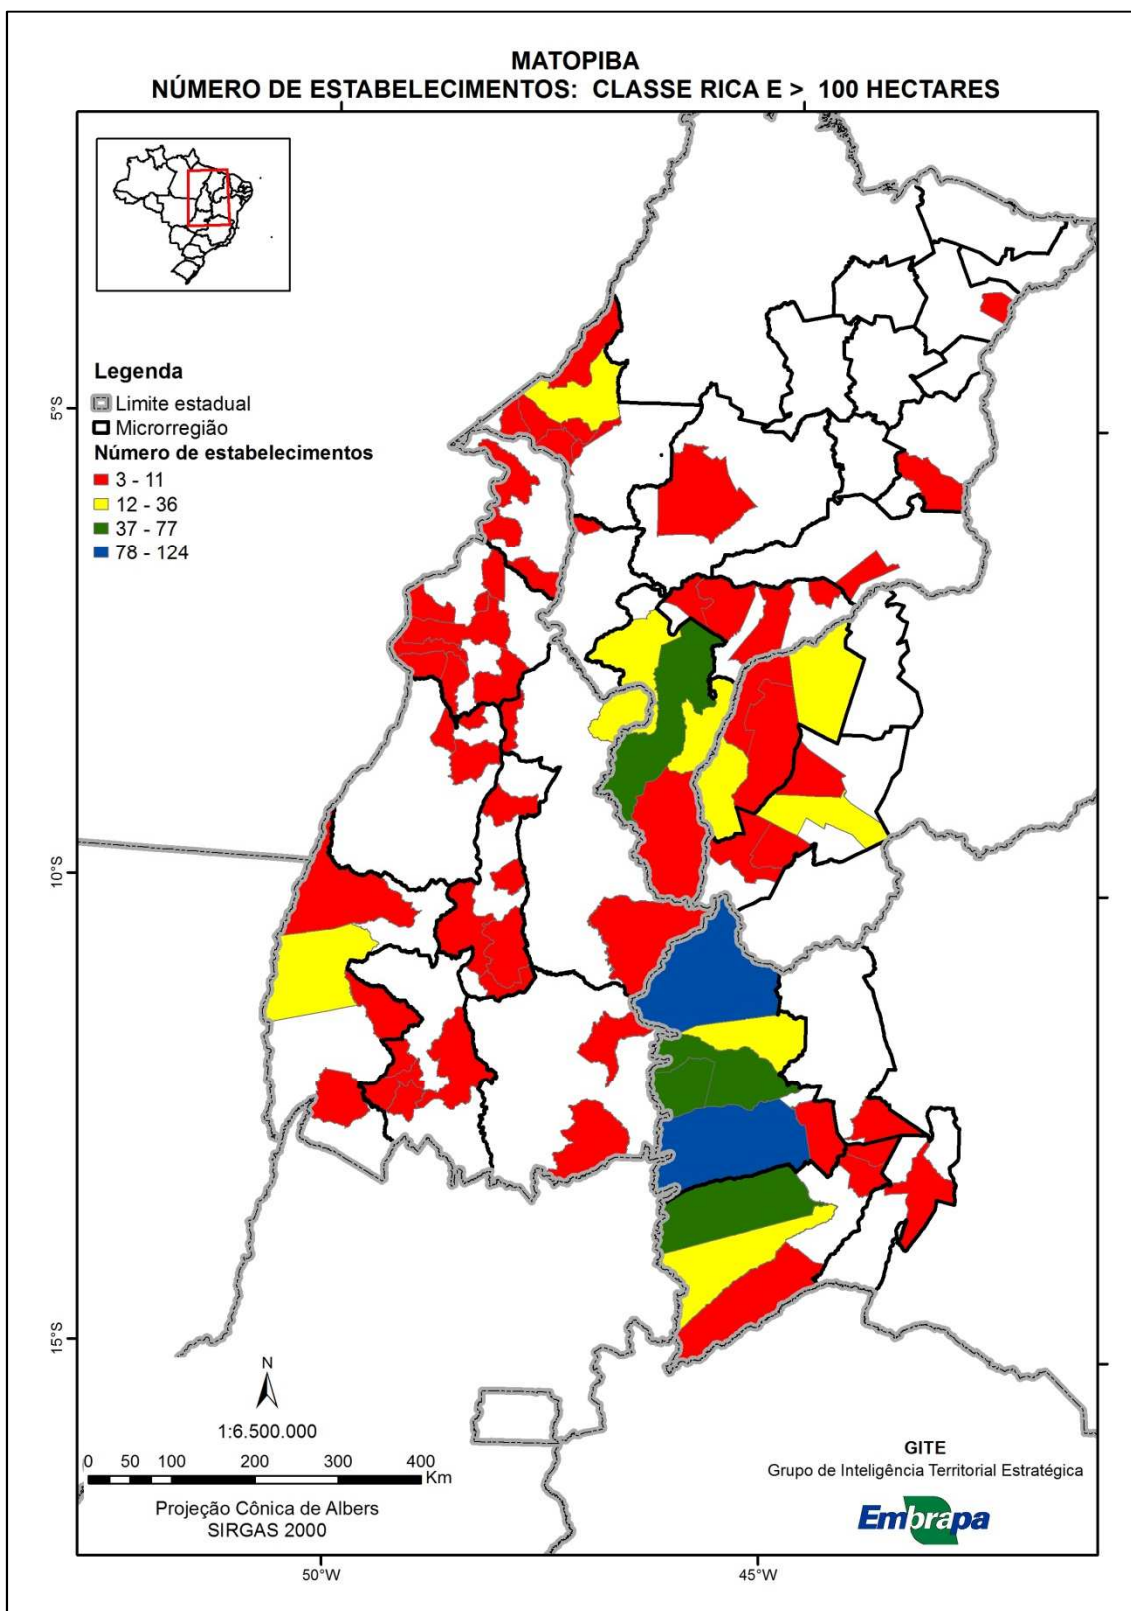 MATOPIBA
NÚMERO DE ESTABELECIMENTOS: CLASSE RICA E > 100 HECTARES
Legenda
Limite estadual
Microrregião
Número de estabelecimentos
3 - 11
12 - 36
37 - 77
78 - 124
5°S
10°S
15°S
N
1:6.500.000
0 50 100 200 300 400
Km
Projeção Cônica de Albers
SIRGAS 2000
GITE
Grupo de Inteligência Territorial Estratégica
Embrapa
50°W 45°W